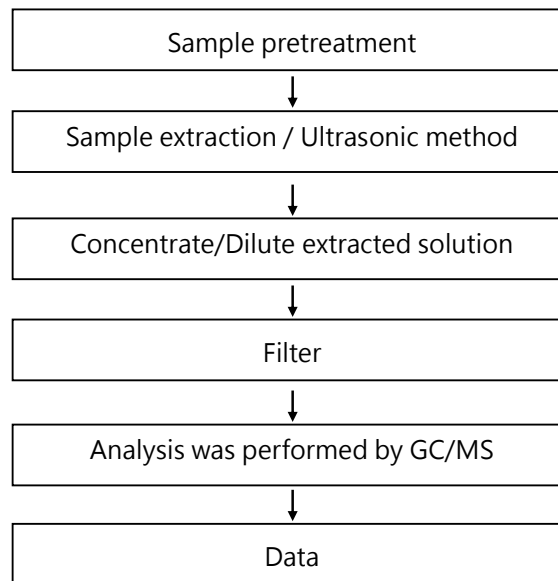 Sample pretreatment
Sample extraction / Ultrasonic method
Concentrate/Dilute extracted solution
Filter
Analysis was performed by GC/MS
Data